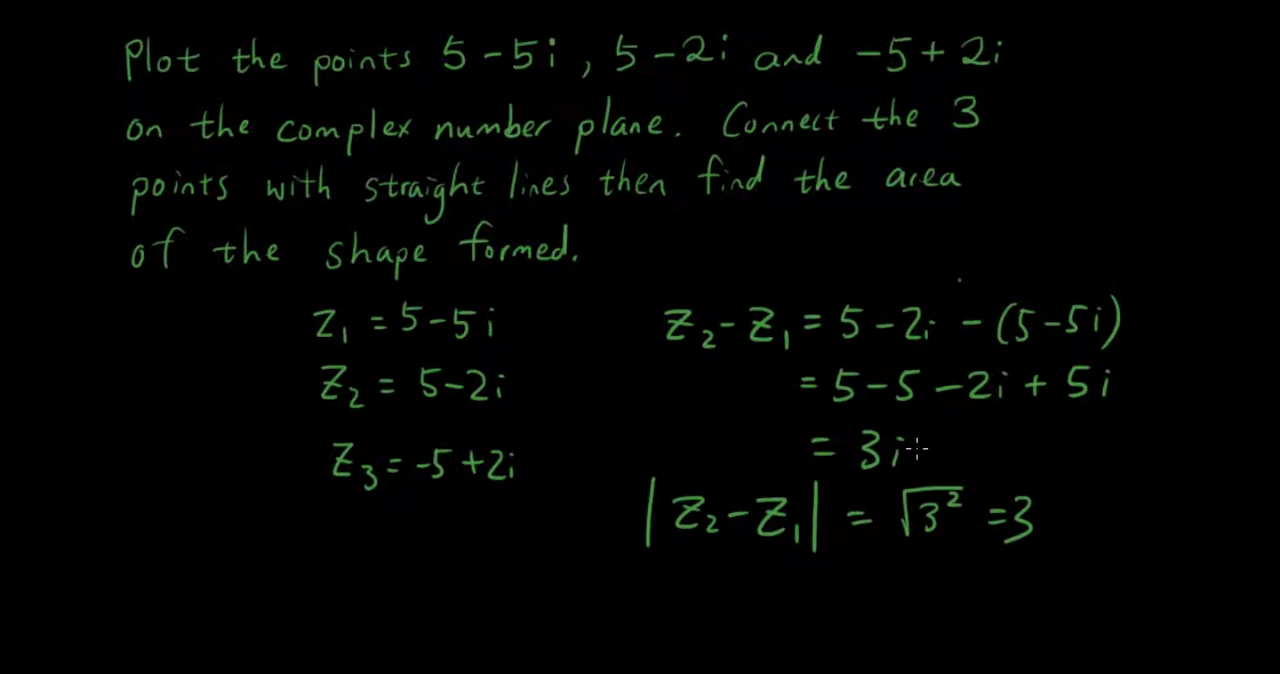 Plot the points 5 - 5i, 5 - 2i and -5 + 2i
on the complex number plane. Connect the 3
points with straight lines then find the area
of the shape formed.
Z₁ = 5 - 5i
Z₂ = 5 - 2i
Z₃ = -5 + 2i
Z₂ - Z₁ = 5 - 2i - (5 - 5i)
= 5 - 5 - 2i + 5i
= 3i
|Z₂ - Z₁| = √3² = 3